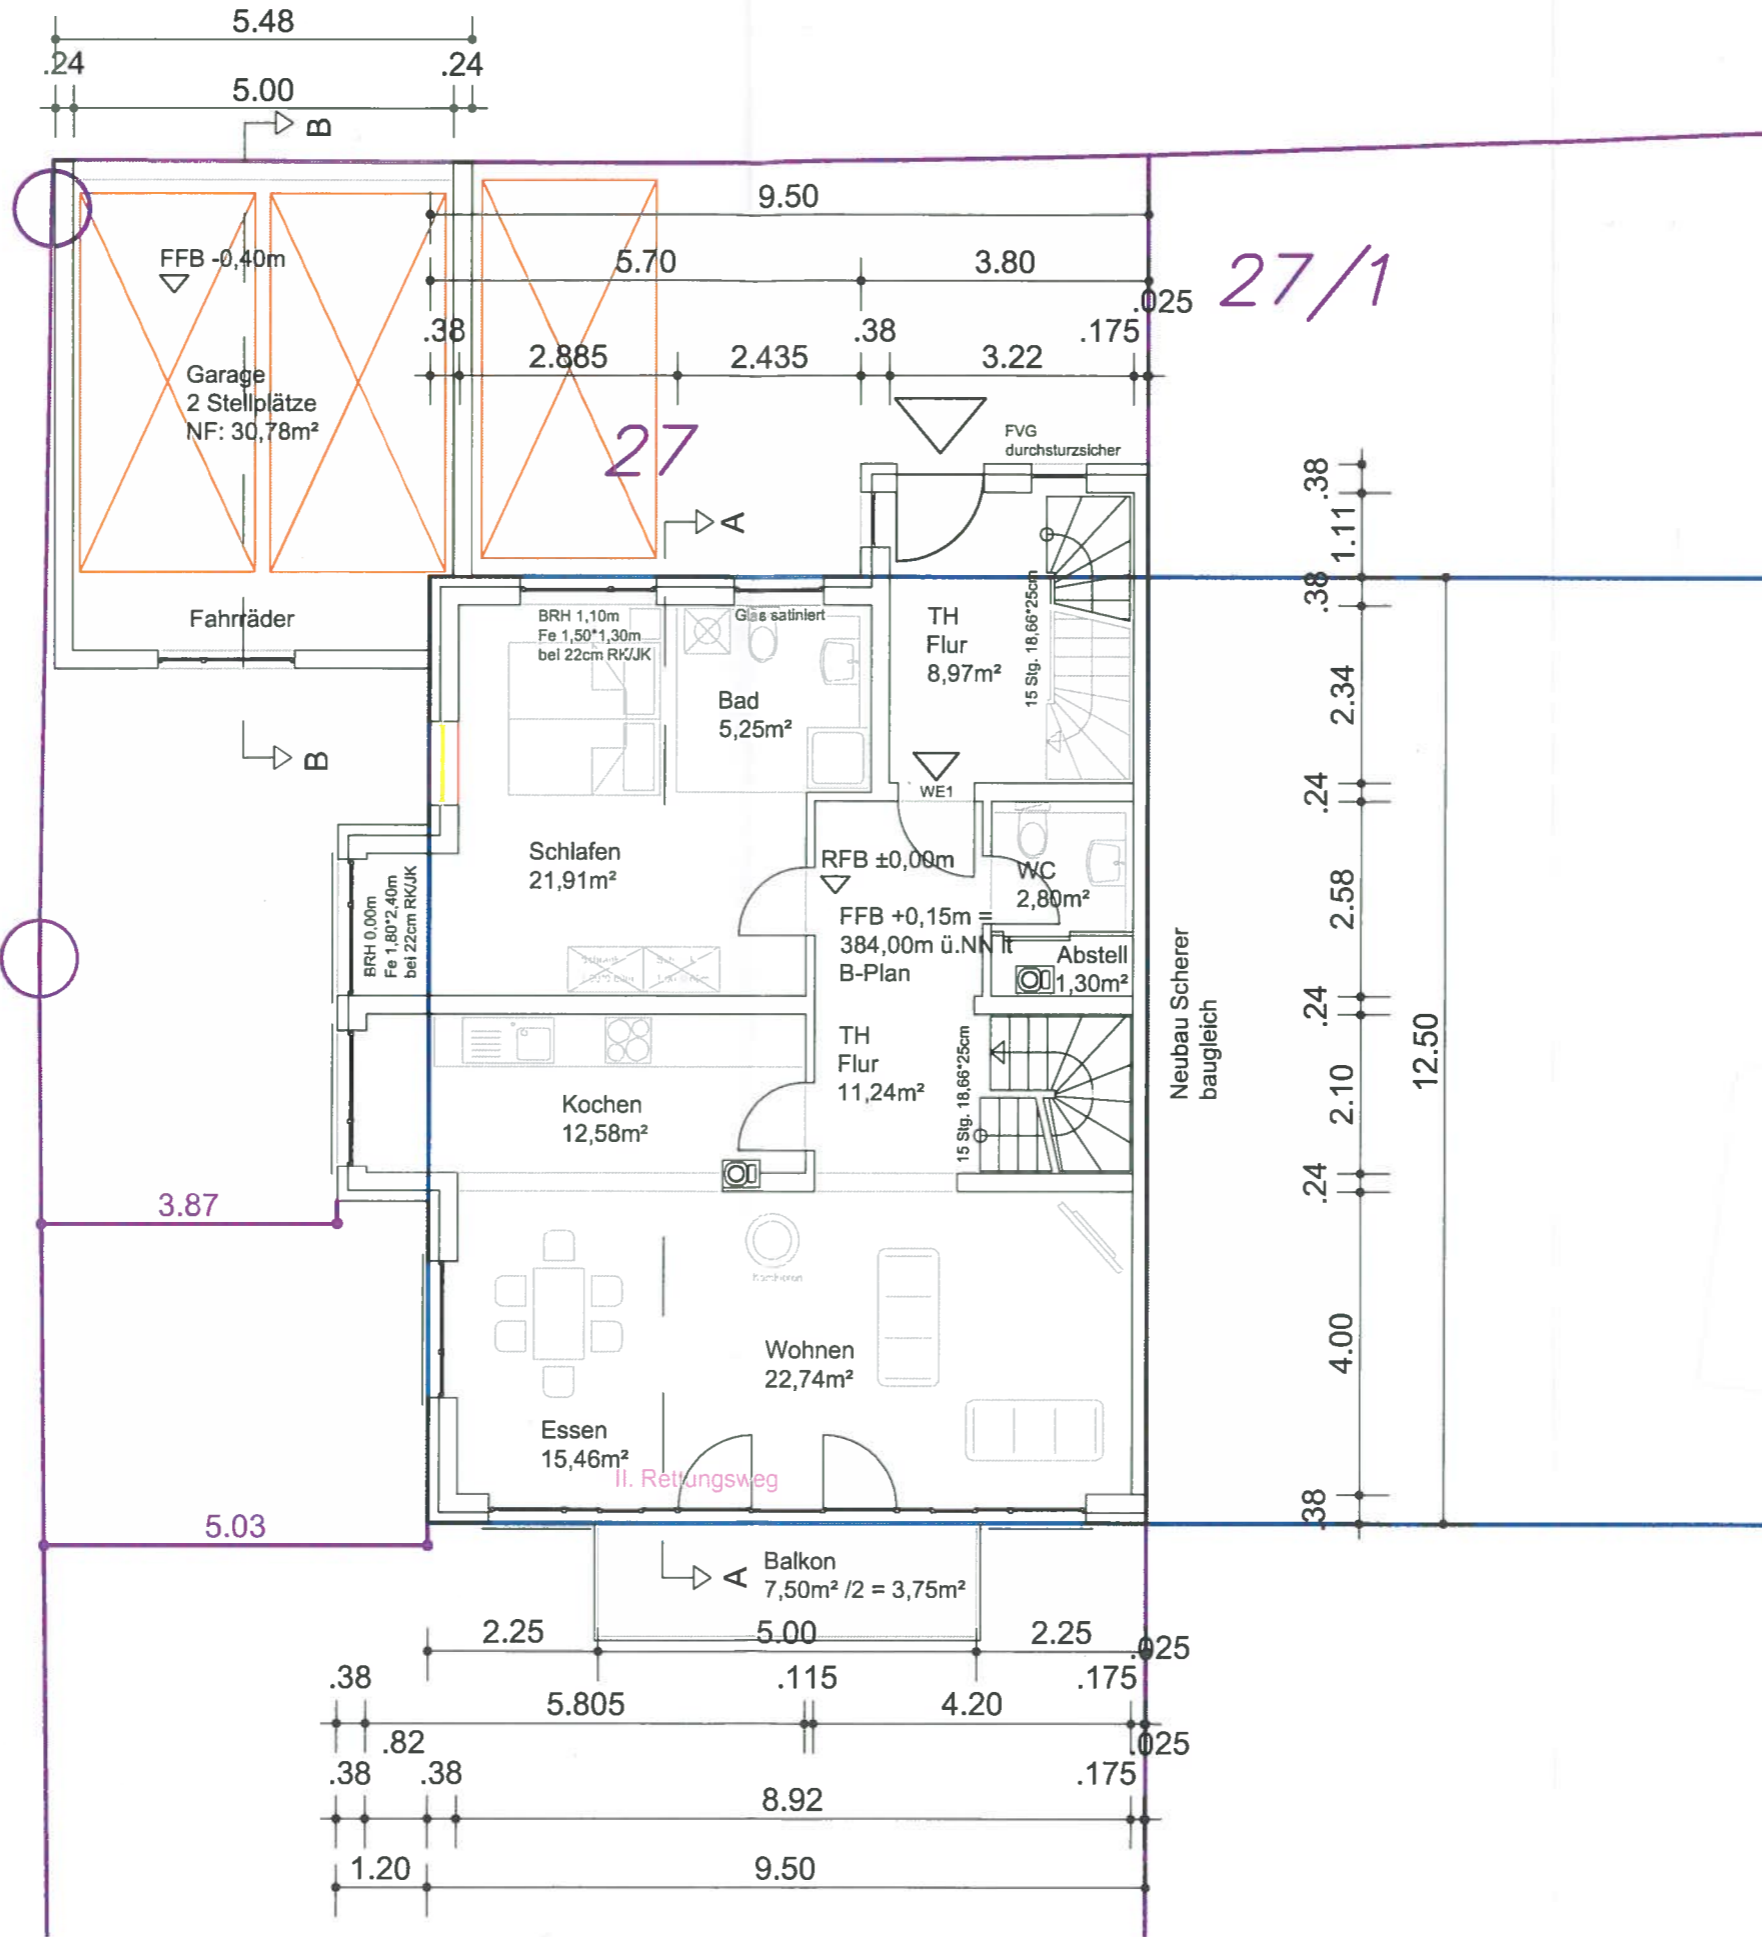 5.48
.24
.24
5.00
B
9.50
5.70
3.80
.025
27/1
FFB -0,40m
.38
.38
.175
2.885
2.435
3.22
Garage
2 Stellplätze
NF: 30,78m²
27
FVG
durchsturzsicher
.38
1.11
.38
A
Fahrräder
BRH 1,10m
Fe 1,50*1,30m
bei 22cm RK/JK
Glas satiniert
TH
Flur
8,97m²
15 Stg. 18,66*25cm
2.34
Bad
5,25m²
B
WE1
.24
Schlafen
21,91m²
RFB ±0,00m
WC
2,80m²
2.58
BRH 0,00m
Fe 1,80*2,40m
bei 22cm RK/JK
FFB +0,15m =
384,00m ü.NN lt
B-Plan
Abstell
1,30m²
Neubau Scherer
baugleich
.24
12.50
TH
Flur
11,24m²
15 Stg. 18,66*25cm
Kochen
12,58m²
2.10
.24
3.87
Wohnen
22,74m²
4.00
Essen
15,46m²
II. Rettungsweg
.38
5.03
A
Balkon
7,50m² /2 = 3,75m²
2.25
5.00
2.25
.025
.38
.115
.175
5.805
4.20
.82
.025
.38
.38
.175
8.92
1.20
9.50